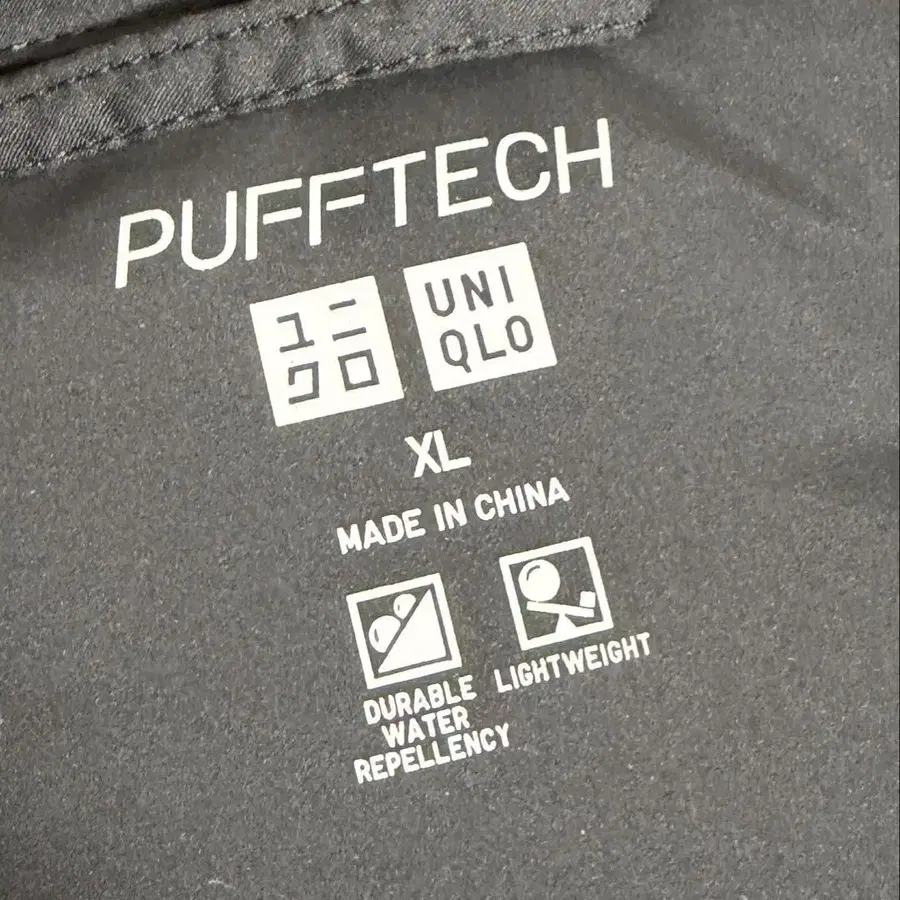 PUFFTECH
ユニ
クロ
UNI
QLO
XL
MADE IN CHINA
DURABLE
WATER
REPELLENCY
LIGHTWEIGHT